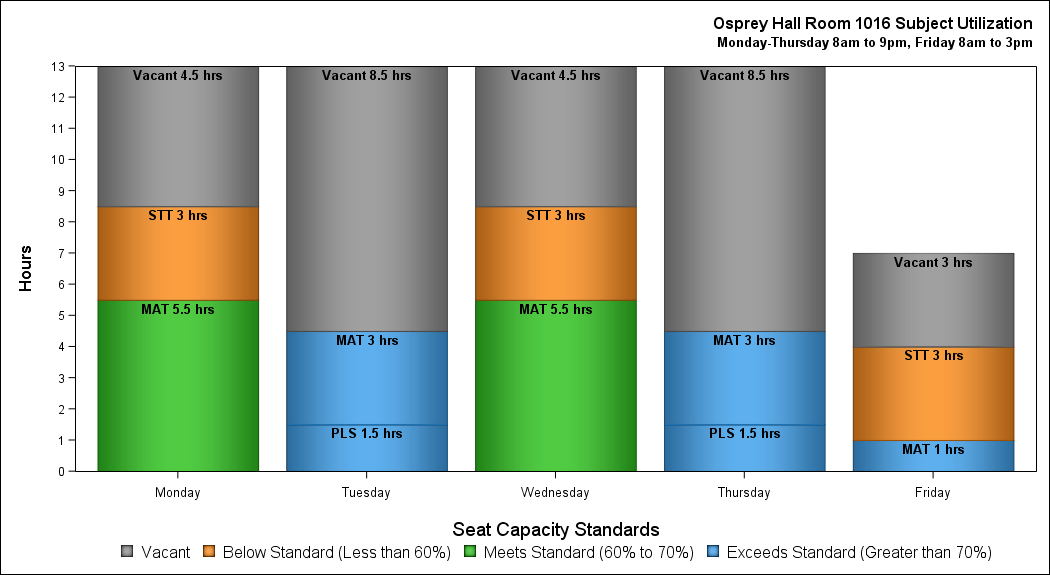 Osprey Hall Room 1016 Subject Utilization
Monday-Thursday 8am to 9pm, Friday 8am to 3pm
13
12
11
10
9
8
7
6
5
4
3
2
1
0
Hours
Vacant 4.5 hrs
STT 3 hrs
MAT 5.5 hrs
Vacant 8.5 hrs
MAT 3 hrs
PLS 1.5 hrs
Vacant 4.5 hrs
STT 3 hrs
MAT 5.5 hrs
Vacant 8.5 hrs
MAT 3 hrs
PLS 1.5 hrs
Vacant 3 hrs
STT 3 hrs
MAT 1 hrs
Monday Tuesday Wednesday Thursday Friday
Seat Capacity Standards
Vacant Below Standard (Less than 60%) Meets Standard (60% to 70%) Exceeds Standard (Greater than 70%)